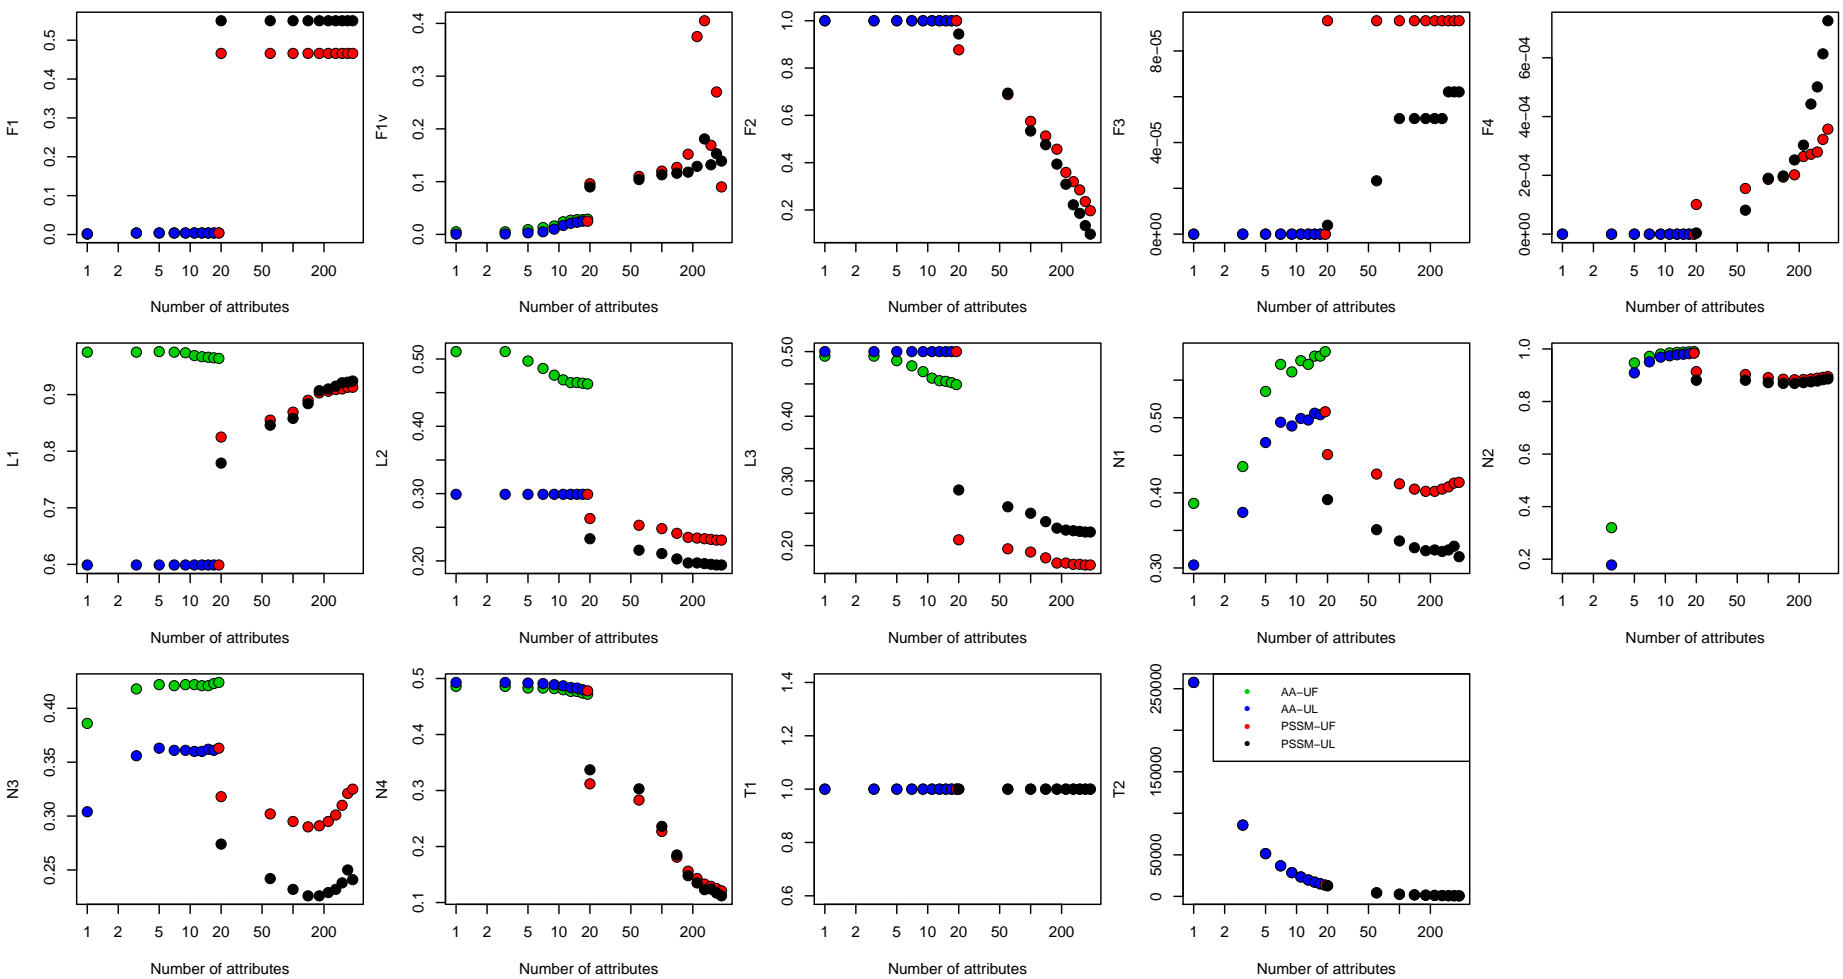 F1
0.0 0.1 0.2 0.3 0.4 0.5
1 2 5 10 20 50 200
Number of attributes
F1v
0.0 0.1 0.2 0.3 0.4
1 2 5 10 20 50 200
Number of attributes
F2
0.2 0.4 0.6 0.8 1.0
1 2 5 10 20 50 200
Number of attributes
F3
0e+00 4e−05 8e−05
1 2 5 10 20 50 200
Number of attributes
F4
0e+00 2e−04 4e−04 6e−04
1 2 5 10 20 50 200
Number of attributes
L1
0.6 0.7 0.8 0.9
1 2 5 10 20 50 200
Number of attributes
L2
0.20 0.30 0.40 0.50
1 2 5 10 20 50 200
Number of attributes
L3
0.20 0.30 0.40 0.50
1 2 5 10 20 50 200
Number of attributes
N1
0.30 0.40 0.50
1 2 5 10 20 50 200
Number of attributes
N2
0.2 0.4 0.6 0.8 1.0
1 2 5 10 20 50 200
Number of attributes
N3
0.25 0.30 0.35 0.40
1 2 5 10 20 50 200
Number of attributes
N4
0.1 0.2 0.3 0.4 0.5
1 2 5 10 20 50 200
Number of attributes
T1
0.6 0.8 1.0 1.2 1.4
1 2 5 10 20 50 200
Number of attributes
T2
0 50000 150000 250000
AA−UF
AA−UL
PSSM−UF
PSSM−UL
1 2 5 10 20 50 200
Number of attributes